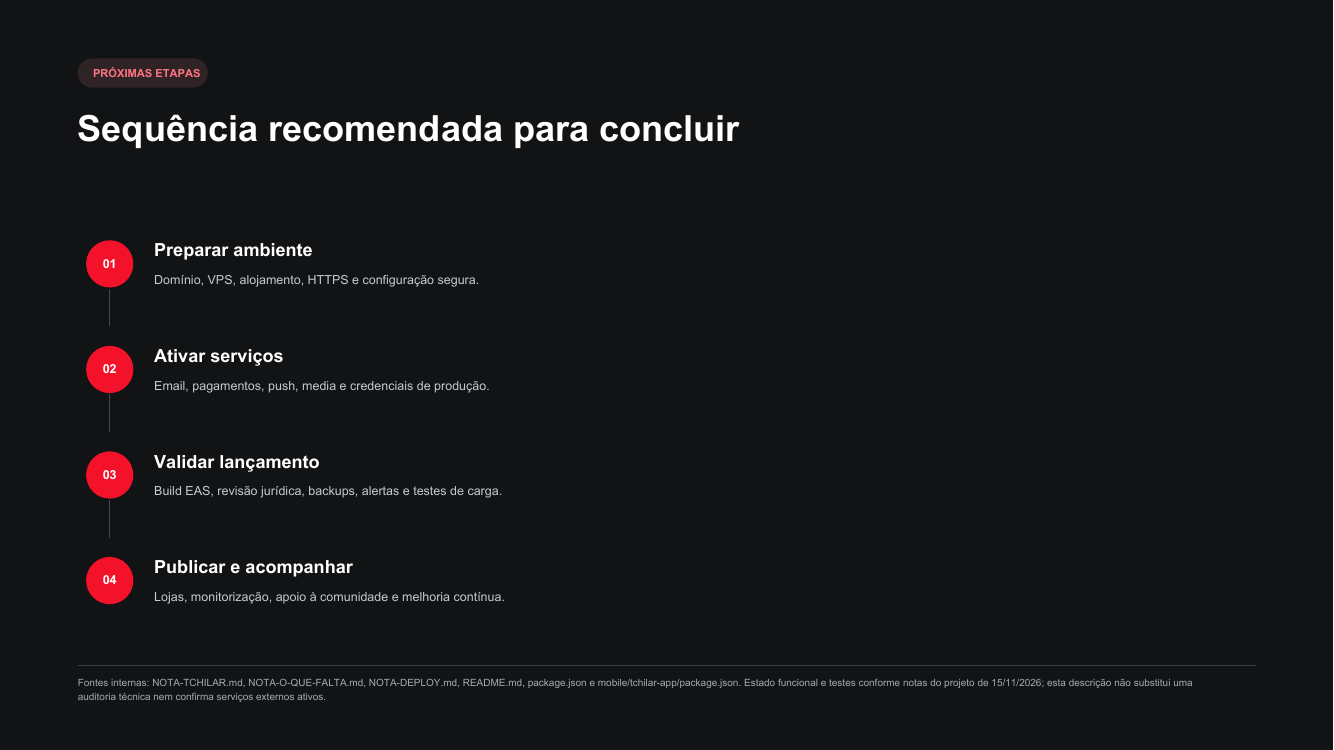 PRÓXIMAS ETAPAS
Sequência recomendada para concluir
01
Preparar ambiente
Domínio, VPS, alojamento, HTTPS e configuração segura.
02
Ativar serviços
Email, pagamentos, push, media e credenciais de produção.
03
Validar lançamento
Build EAS, revisão jurídica, backups, alertas e testes de carga.
04
Publicar e acompanhar
Lojas, monitorização, apoio à comunidade e melhoria contínua.
Fontes internas: NOTA-TCHILAR.md, NOTA-O-QUE-FALTA.md, NOTA-DEPLOY.md, README.md, package.json e mobile/tchilar-app/package.json. Estado funcional e testes conforme notas do projeto de 15/11/2026; esta descrição não substitui uma
auditoria técnica nem confirma serviços externos ativos.